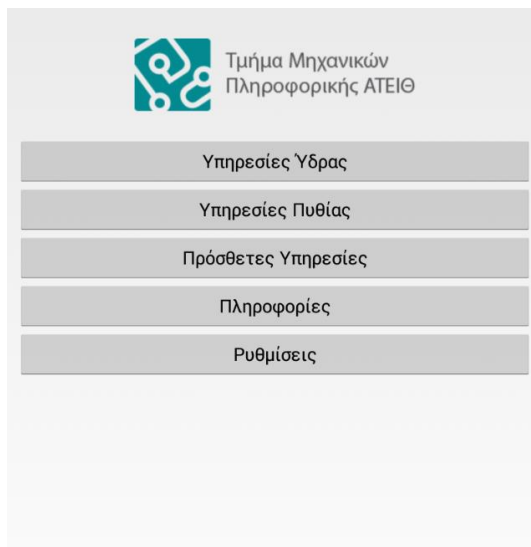 Τμήμα Μηχανικών
Πληροφορικής ΑΤΕΙΘ
Υπηρεσίες Ύδρας
Υπηρεσίες Πυθίας
Πρόσθετες Υπηρεσίες
Πληροφορίες
Ρυθμίσεις